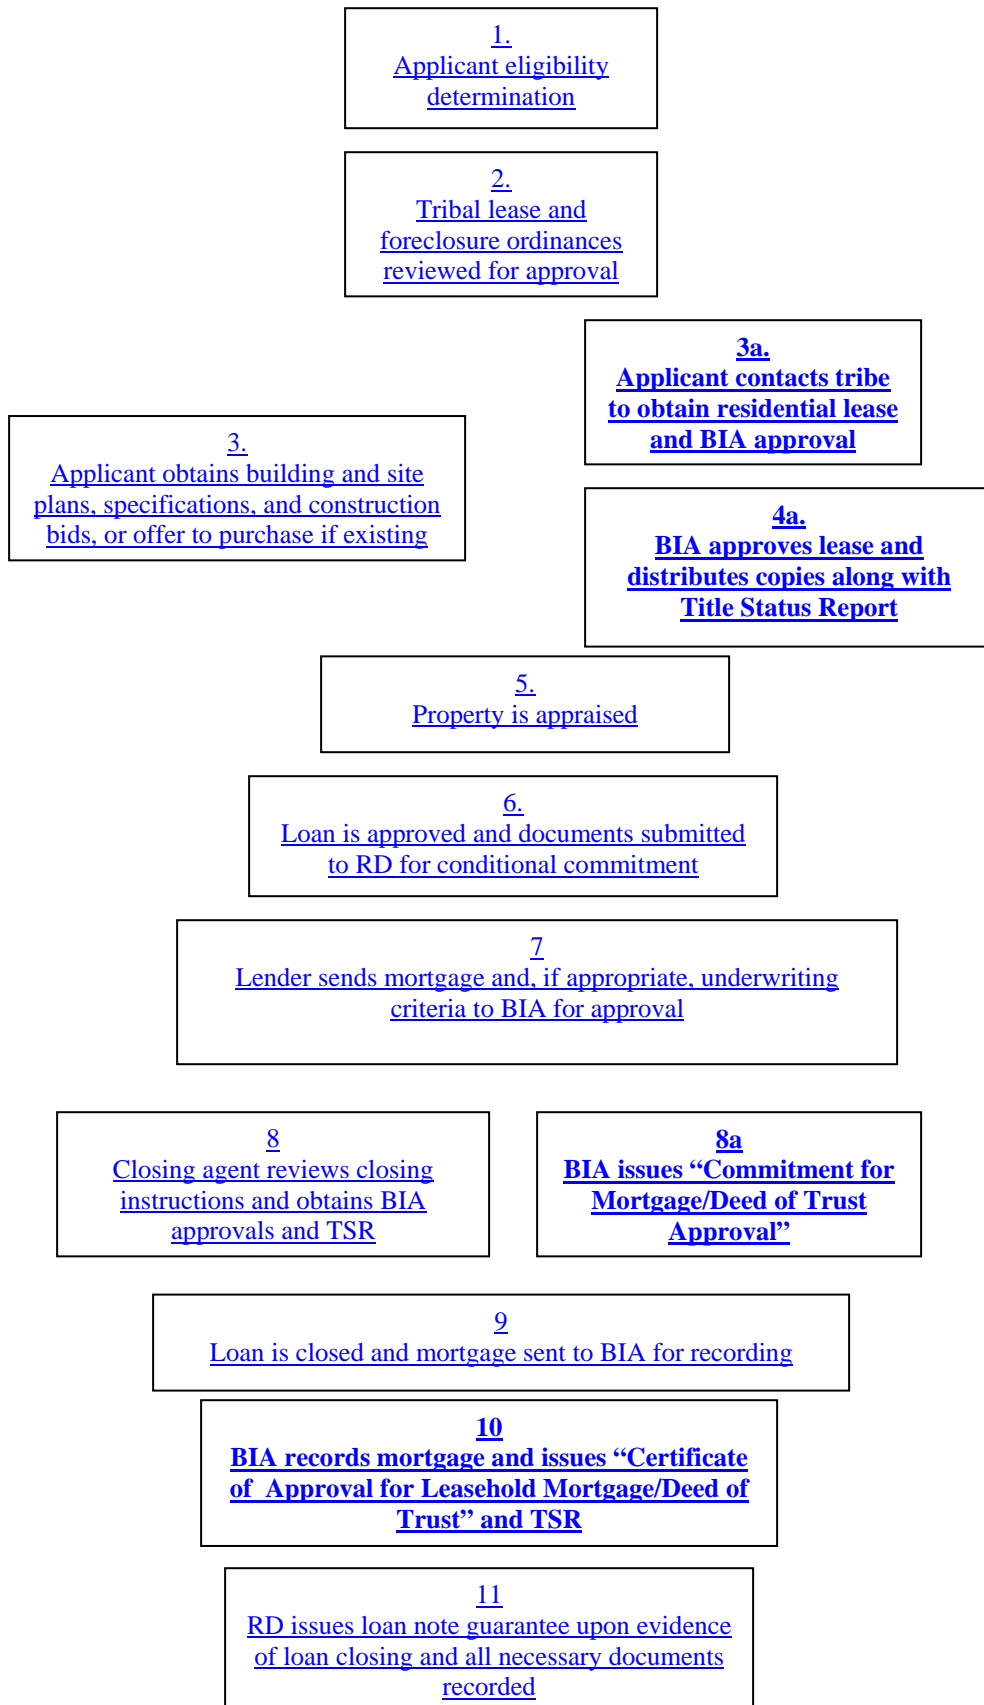 1.
Applicant eligibility
determination
2.
Tribal lease and
foreclosure ordinances
reviewed for approval
3a.
Applicant contacts tribe
to obtain residential lease
and BIA approval
3.
Applicant obtains building and site
plans, specifications, and construction
bids, or offer to purchase if existing
4a.
BIA approves lease and
distributes copies along with
Title Status Report
5.
Property is appraised
6.
Loan is approved and documents submitted
to RD for conditional commitment
7
Lender sends mortgage and, if appropriate, underwriting
criteria to BIA for approval
8
Closing agent reviews closing
instructions and obtains BIA
approvals and TSR
8a
BIA issues “Commitment for
Mortgage/Deed of Trust
Approval”
9
Loan is closed and mortgage sent to BIA for recording
10
BIA records mortgage and issues “Certificate
of Approval for Leasehold Mortgage/Deed of
Trust” and TSR
11
RD issues loan note guarantee upon evidence
of loan closing and all necessary documents
recorded